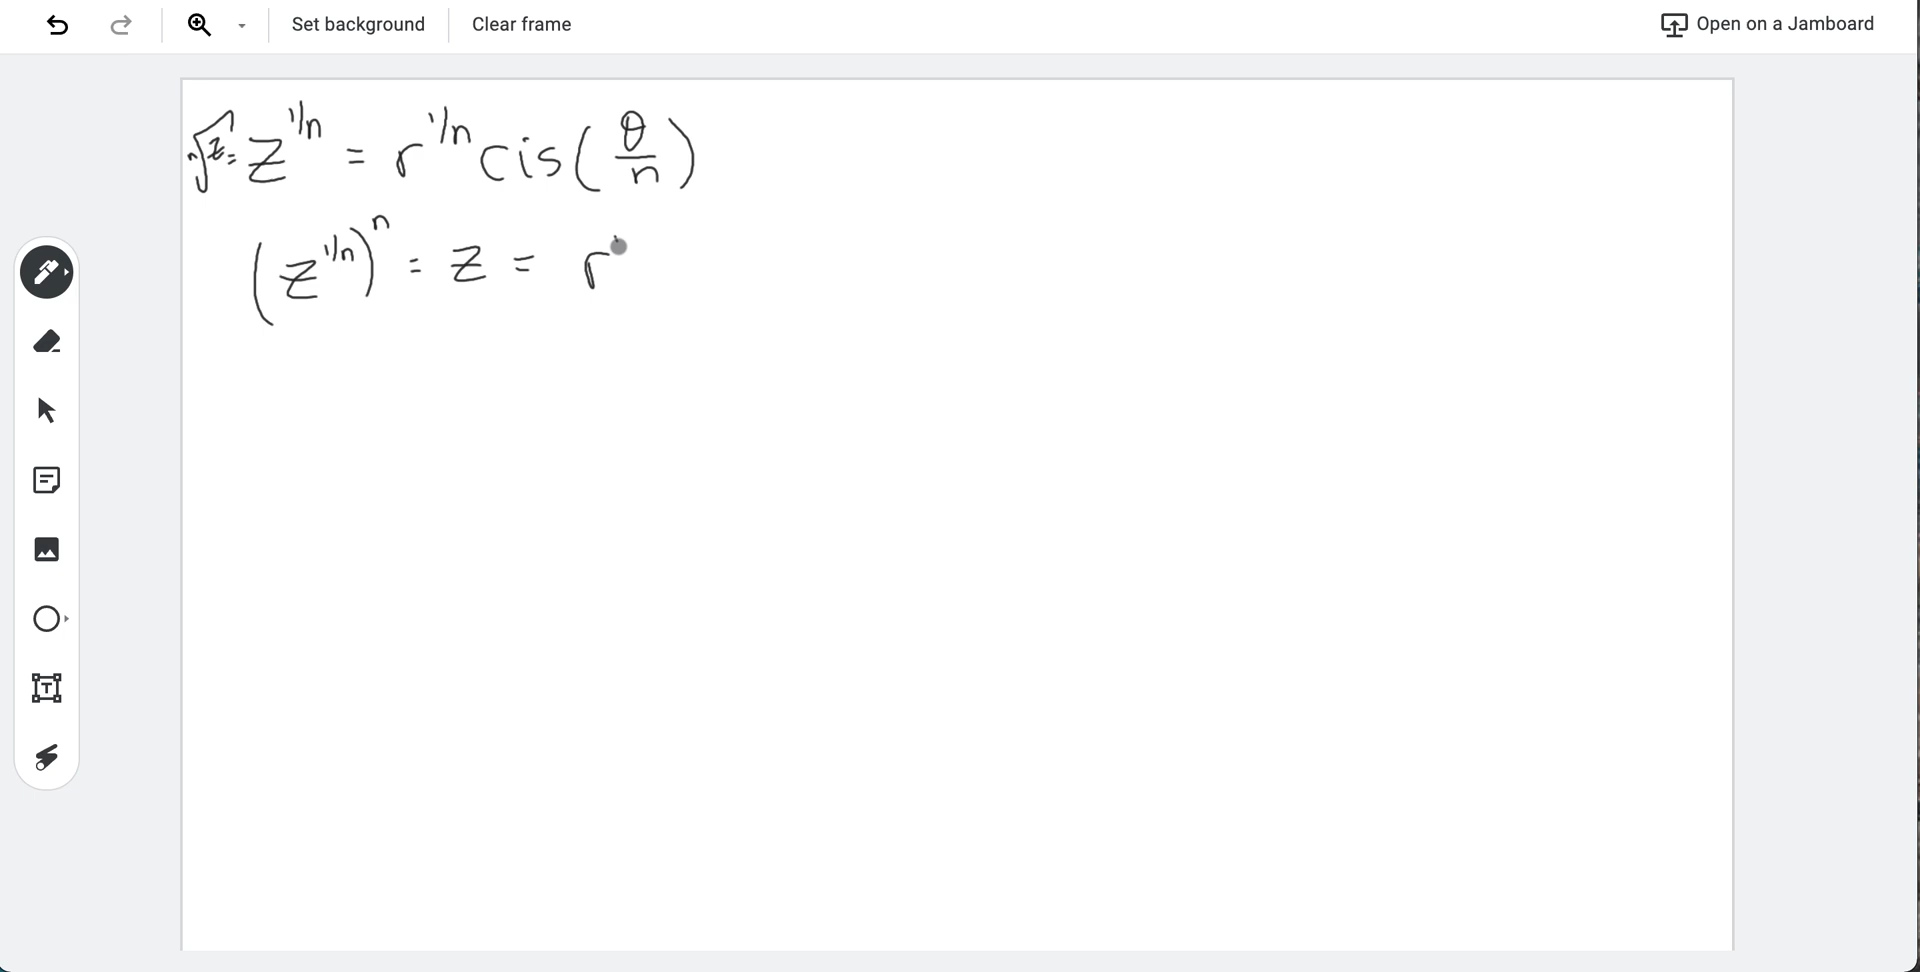 Set background
Clear frame
Open on a Jamboard
ⁿ√z = z^1/n = r^1/n cis(θ/n)
(z^1/n)^n = z = r
T